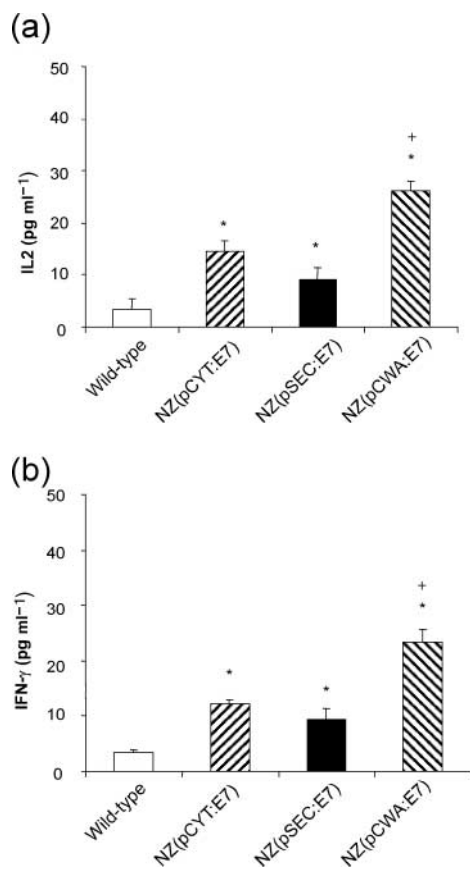 (a)
50
40
30
20
10
0
IL2 (pg ml⁻¹)
*
*
+
*
Wild-type
NZ(pCYT:E7)
NZ(pSEC:E7)
NZ(pCWA:E7)
(b)
50
40
30
20
10
0
IFN-γ (pg ml⁻¹)
*
*
+
*
Wild-type
NZ(pCYT:E7)
NZ(pSEC:E7)
NZ(pCWA:E7)